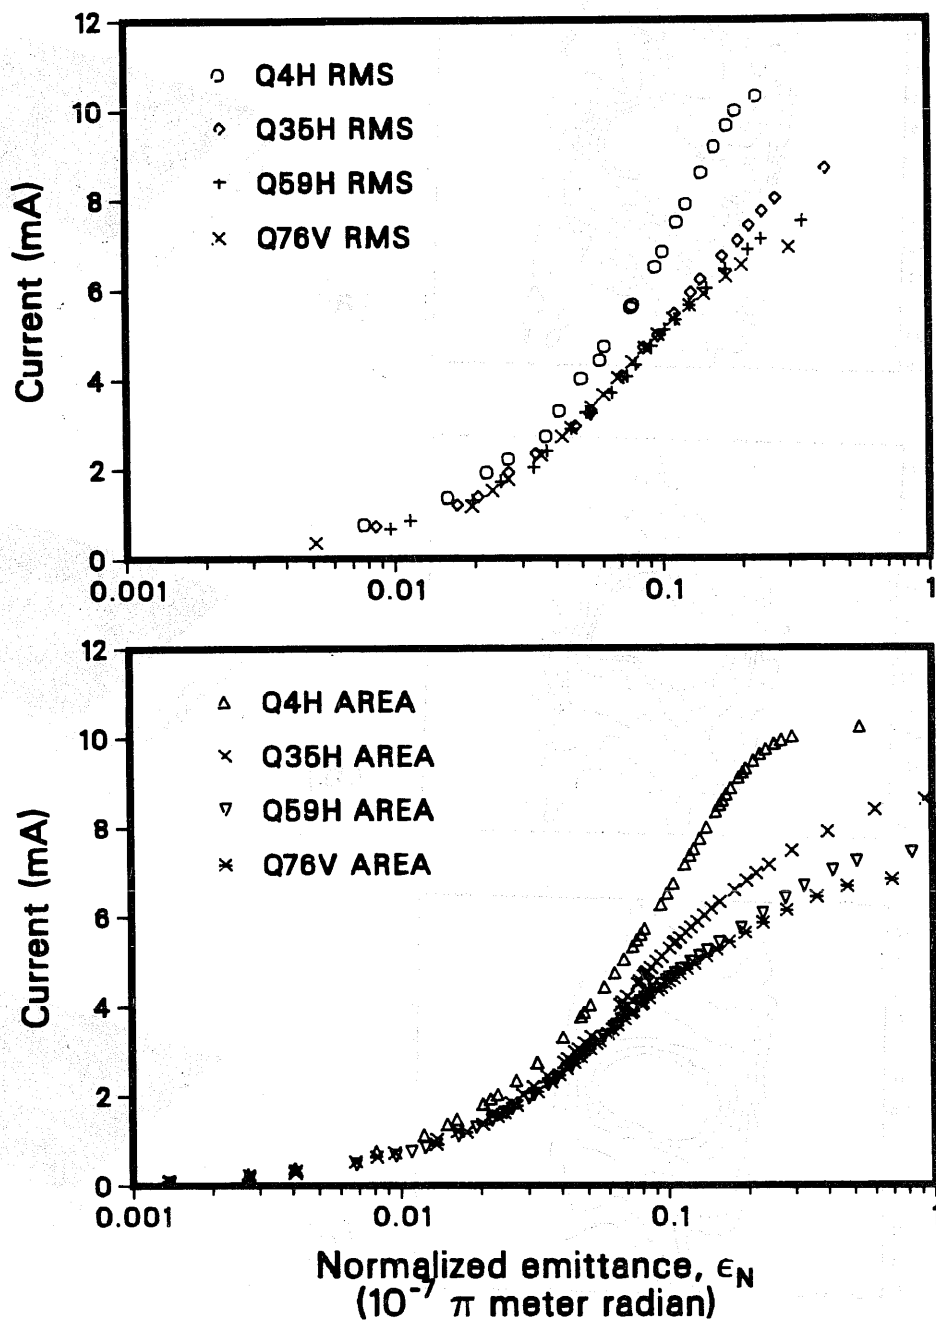 12
10
8
6
4
2
0
Current (mA)
Q4H RMS
Q35H RMS
Q59H RMS
Q76V RMS
0.001 0.01 0.1 1
12
10
8
6
4
2
0
Current (mA)
Q4H AREA
Q35H AREA
Q59H AREA
Q76V AREA
0.001 0.01 0.1 1
Normalized emittance, ϵN
(10⁻⁷ π meter radian)